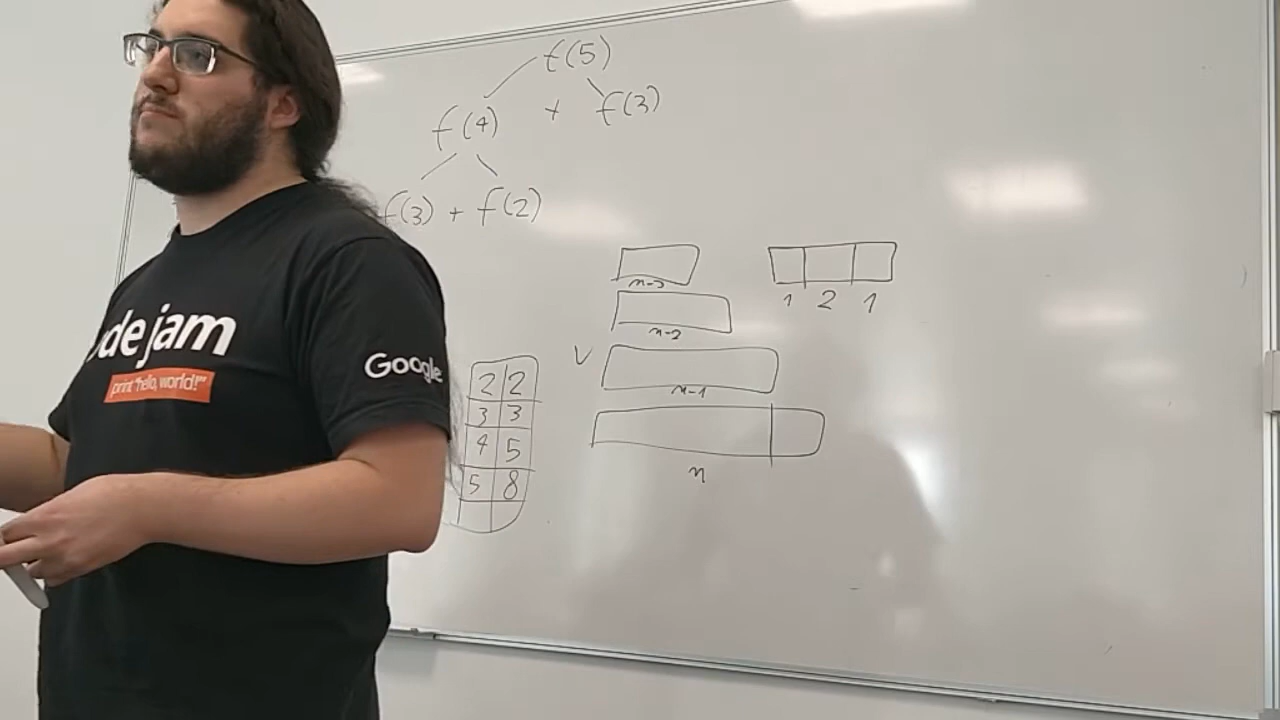 f(5)
f(4) + f(3)
f(3) + f(2)
de jam
print "hello, world!"
Google
n-2
1 2 1
V
n-1
n
2 2
3 3
4 5
5 8